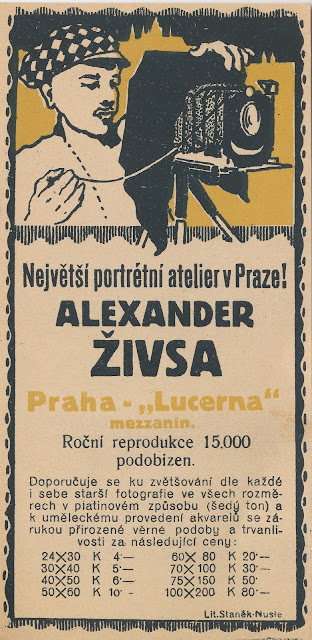 Největší portrétní atelier v Praze!
ALEXANDER
ŽIVSA
Praha - „Lucerna“
mezzanin.
Roční reprodukce 15.000
podobizen.
Doporučuje se ku zvětšování dle každé
i sebe starší fotografie ve všech rozmě-
rech v platinovém způsobu (šedý ton) a
k uměleckému provedení akvarelů se zá-
rukou přirozené věrné podoby a trvanli-
vosti za následující ceny:
24✕30 K 4·— 60✕80 K 20·—
30✕40 K 5·— 70✕100 K 30·—
40✕50 K 6·— 75✕150 K 50·—
50✕60 K 10·- 100✕200 K 80·—
Lit.Staněk-Nusle